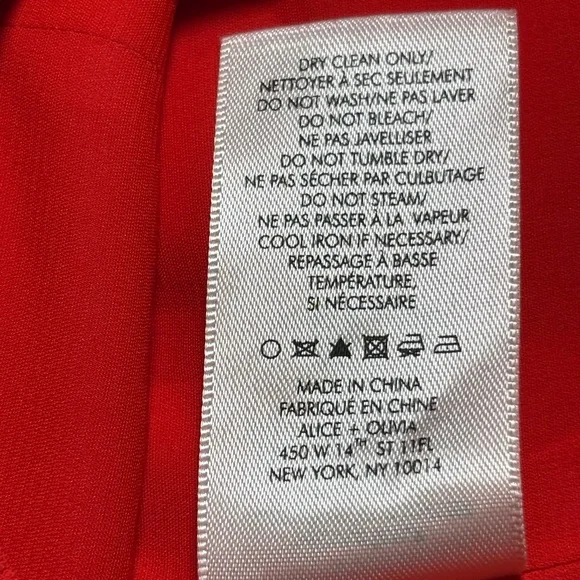 DRY CLEAN ONLY/
NETTOYER À SEC SEULEMENT
DO NOT WASH/NE PAS LAVER
DO NOT BLEACH/
NE PAS JAVELLISER
DO NOT TUMBLE DRY/
NE PAS SÉCHER PAR CULBUTAGE
DO NOT STEAM/
NE PAS PASSER À LA VAPEUR
COOL IRON IF NECESSARY/
REPASSAGE À BASSE
TEMPÉRATURE,
SI NÉCESSAIRE
MADE IN CHINA
FABRIQUÉ EN CHINE
ALICE + OLIVIA
450 W 14TH ST 11FL
NEW YORK, NY 10014